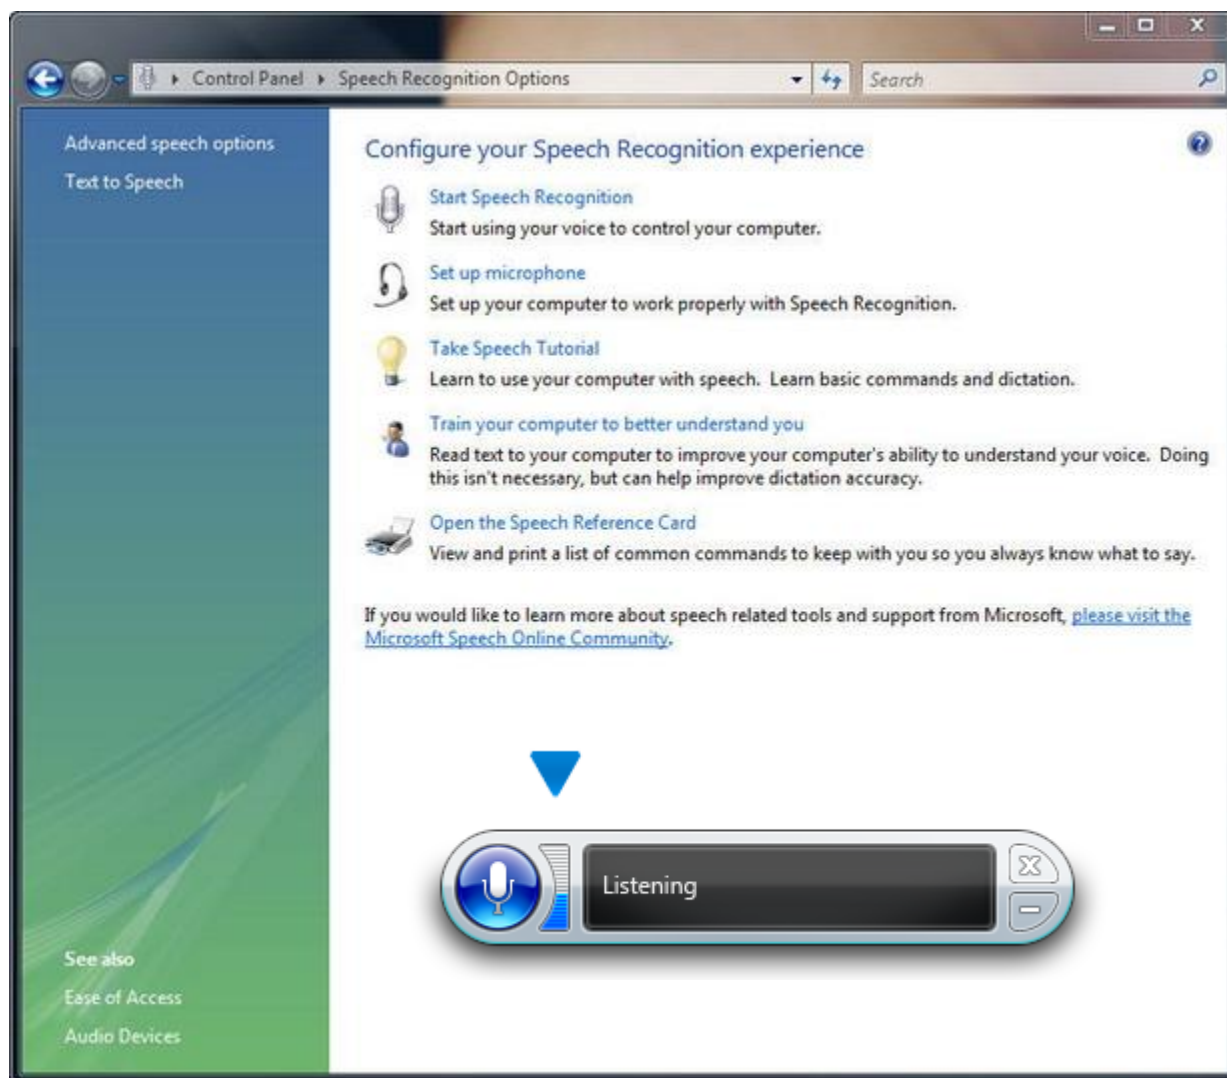 Control Panel Speech Recognition Options
Search
Advanced speech options
Text to Speech
Configure your Speech Recognition experience
Start Speech Recognition
Start using your voice to control your computer.
Set up microphone
Set up your computer to work properly with Speech Recognition.
Take Speech Tutorial
Learn to use your computer with speech. Learn basic commands and dictation.
Train your computer to better understand you
Read text to your computer to improve your computer's ability to understand your voice. Doing
this isn't necessary, but can help improve dictation accuracy.
Open the Speech Reference Card
View and print a list of common commands to keep with you so you always know what to say.
If you would like to learn more about speech related tools and support from Microsoft, please visit the
Microsoft Speech Online Community.
Listening
See also
Ease of Access
Audio Devices